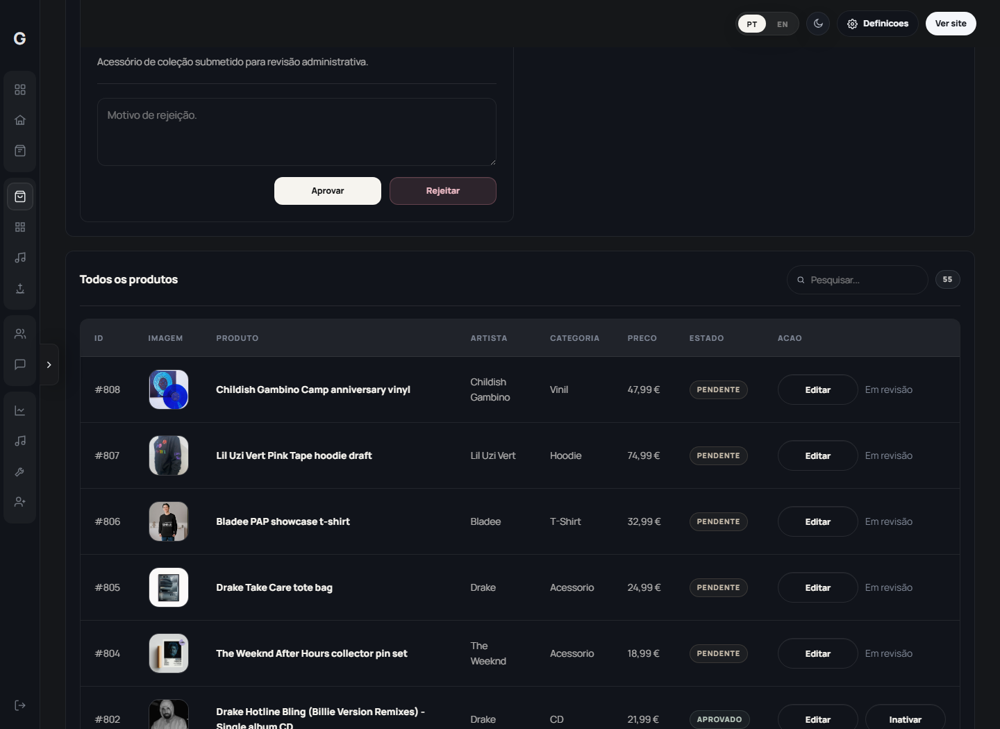 G
PT
EN
Definicoes
Ver site
Acessório de coleção submetido para revisão administrativa.
Motivo de rejeição.
Aprovar
Rejeitar
Todos os produtos
Pesquisar...
55
ID
IMAGEM
PRODUTO
ARTISTA
CATEGORIA
PRECO
ESTADO
ACAO
#808
Childish Gambino Camp anniversary vinyl
Childish
Gambino
Vinil
47,99 €
PENDENTE
Editar
Em revisão
#807
Lil Uzi Vert Pink Tape hoodie draft
Lil Uzi Vert
Hoodie
74,99 €
PENDENTE
Editar
Em revisão
#806
Bladee PAP showcase t-shirt
Bladee
T-Shirt
32,99 €
PENDENTE
Editar
Em revisão
#805
Drake Take Care tote bag
Drake
Acessorio
24,99 €
PENDENTE
Editar
Em revisão
#804
The Weeknd After Hours collector pin set
The
Weeknd
Acessorio
18,99 €
PENDENTE
Editar
Em revisão
#802
Drake Hotline Bling (Billie Version Remixes) -
Single album CD
Drake
CD
21,99 €
APROVADO
Editar
Inativar